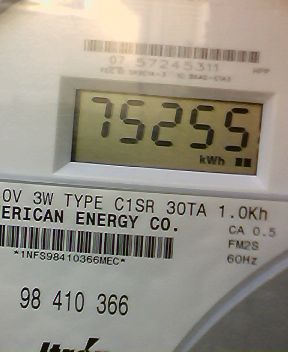 07 57245311
75255
kWh
0V 3W TYPE C1SR 30TA 1.0Kh
ERICAN ENERGY CO.
CA 0.5
FM2S
*1NFS98410366MEC*
60Hz
98 410 366
Itron